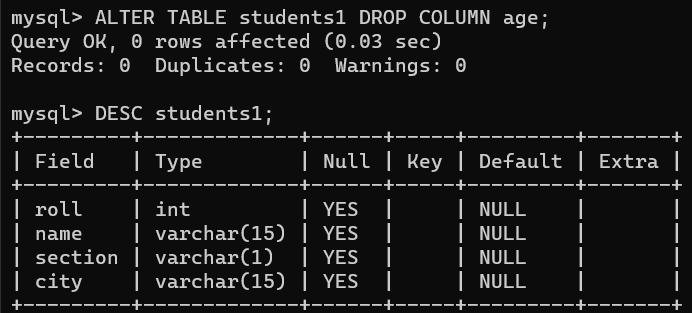 mysql> ALTER TABLE students1 DROP COLUMN age;
Query OK, 0 rows affected (0.03 sec)
Records: 0  Duplicates: 0  Warnings: 0

mysql> DESC students1;
+---------+-------------+------+-----+---------+-------+
| Field   | Type        | Null | Key | Default | Extra |
+---------+-------------+------+-----+---------+-------+
| roll    | int         | YES  |     | NULL    |       |
| name    | varchar(15) | YES  |     | NULL    |       |
| section | varchar(1)  | YES  |     | NULL    |       |
| city    | varchar(15) | YES  |     | NULL    |       |
+---------+-------------+------+-----+---------+-------+